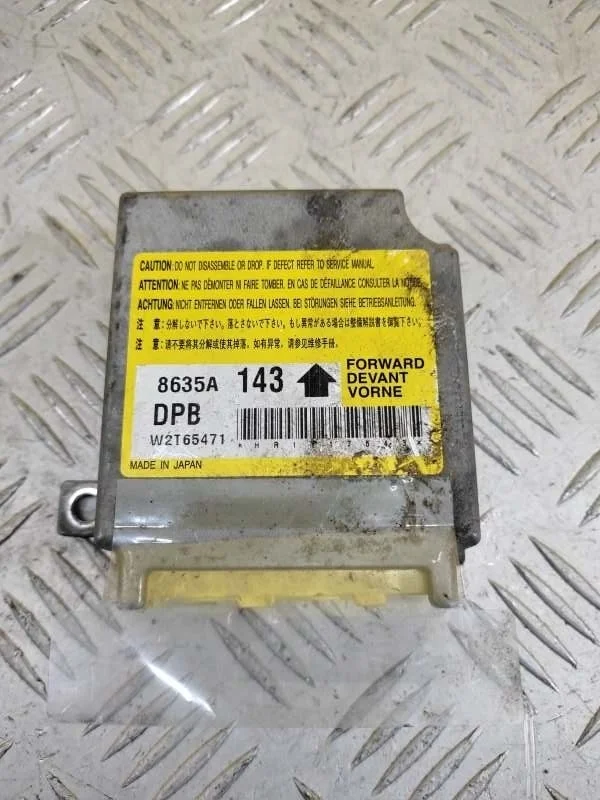 CAUTION: DO NOT DISASSEMBLE OR DROP. IF DEFECT REFER TO SERVICE MANUAL.
ATTENTION: NE PAS DÉMONTER NI FAIRE TOMBER. EN CAS DE DÉFAILLANCE CONSULTER LA NOTICE.
ACHTUNG: NICHT ENTFERNEN ODER FALLEN LASSEN. BEI STÖRUNGEN SIEHE BETRIEBSANLEITUNG.
注 意:分解しないで下さい。落とさないで下さい。もし異常がある場合は整備解説書を御覧下さい。
注 意:请不要将其分解或使其掉落。如有异常，请参见维修手册。
8635A 143 FORWARD
DEVANT
VORNE
DPB
W2T65471
MADE IN JAPAN